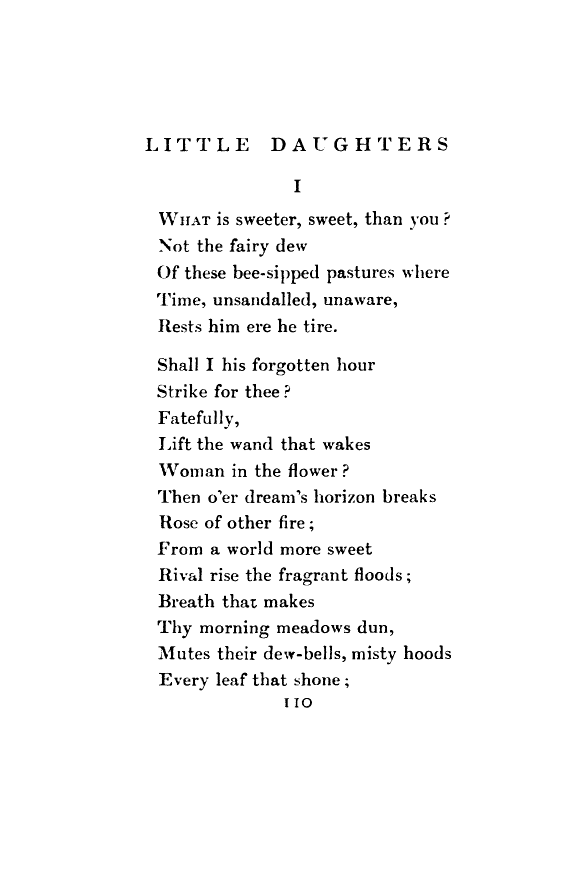 LITTLE DAUGHTERS
I
WHAT is sweeter, sweet, than you?
Not the fairy dew
Of these bee-sipped pastures where
Time, unsandalled, unaware,
Rests him ere he tire.
Shall I his forgotten hour
Strike for thee?
Fatefully,
Lift the wand that wakes
Woman in the flower?
Then o'er dream's horizon breaks
Rose of other fire;
From a world more sweet
Rival rise the fragrant floods;
Breath that makes
Thy morning meadows dun,
Mutes their dew-bells, misty hoods
Every leaf that shone;
110